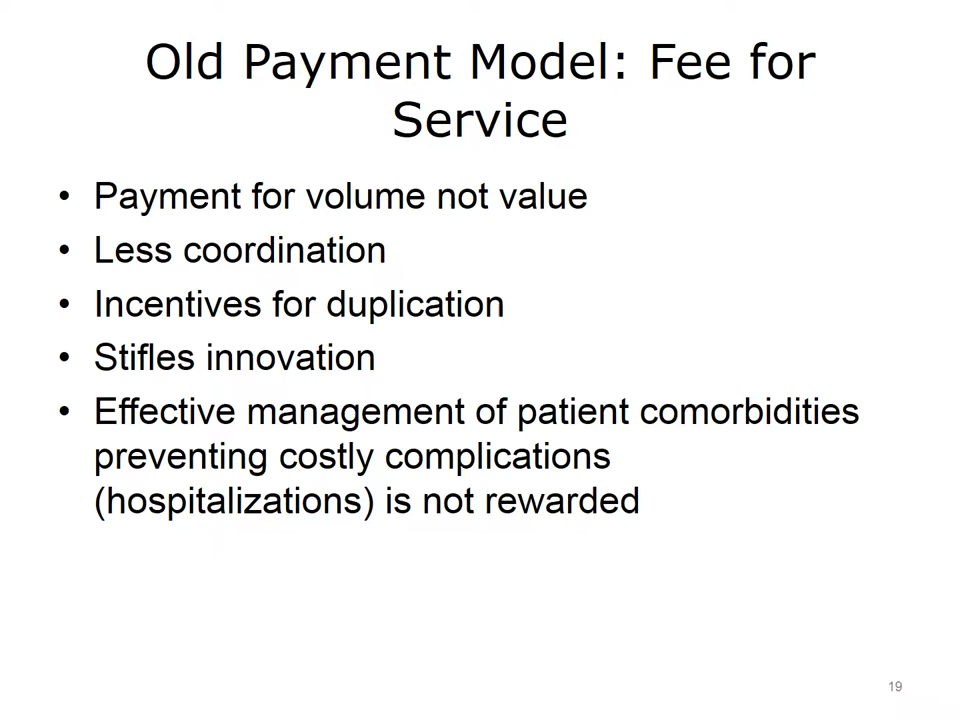 Old Payment Model: Fee for
Service
• Payment for volume not value
• Less coordination
• Incentives for duplication
• Stifles innovation
• Effective management of patient comorbidities
preventing costly complications
(hospitalizations) is not rewarded
19